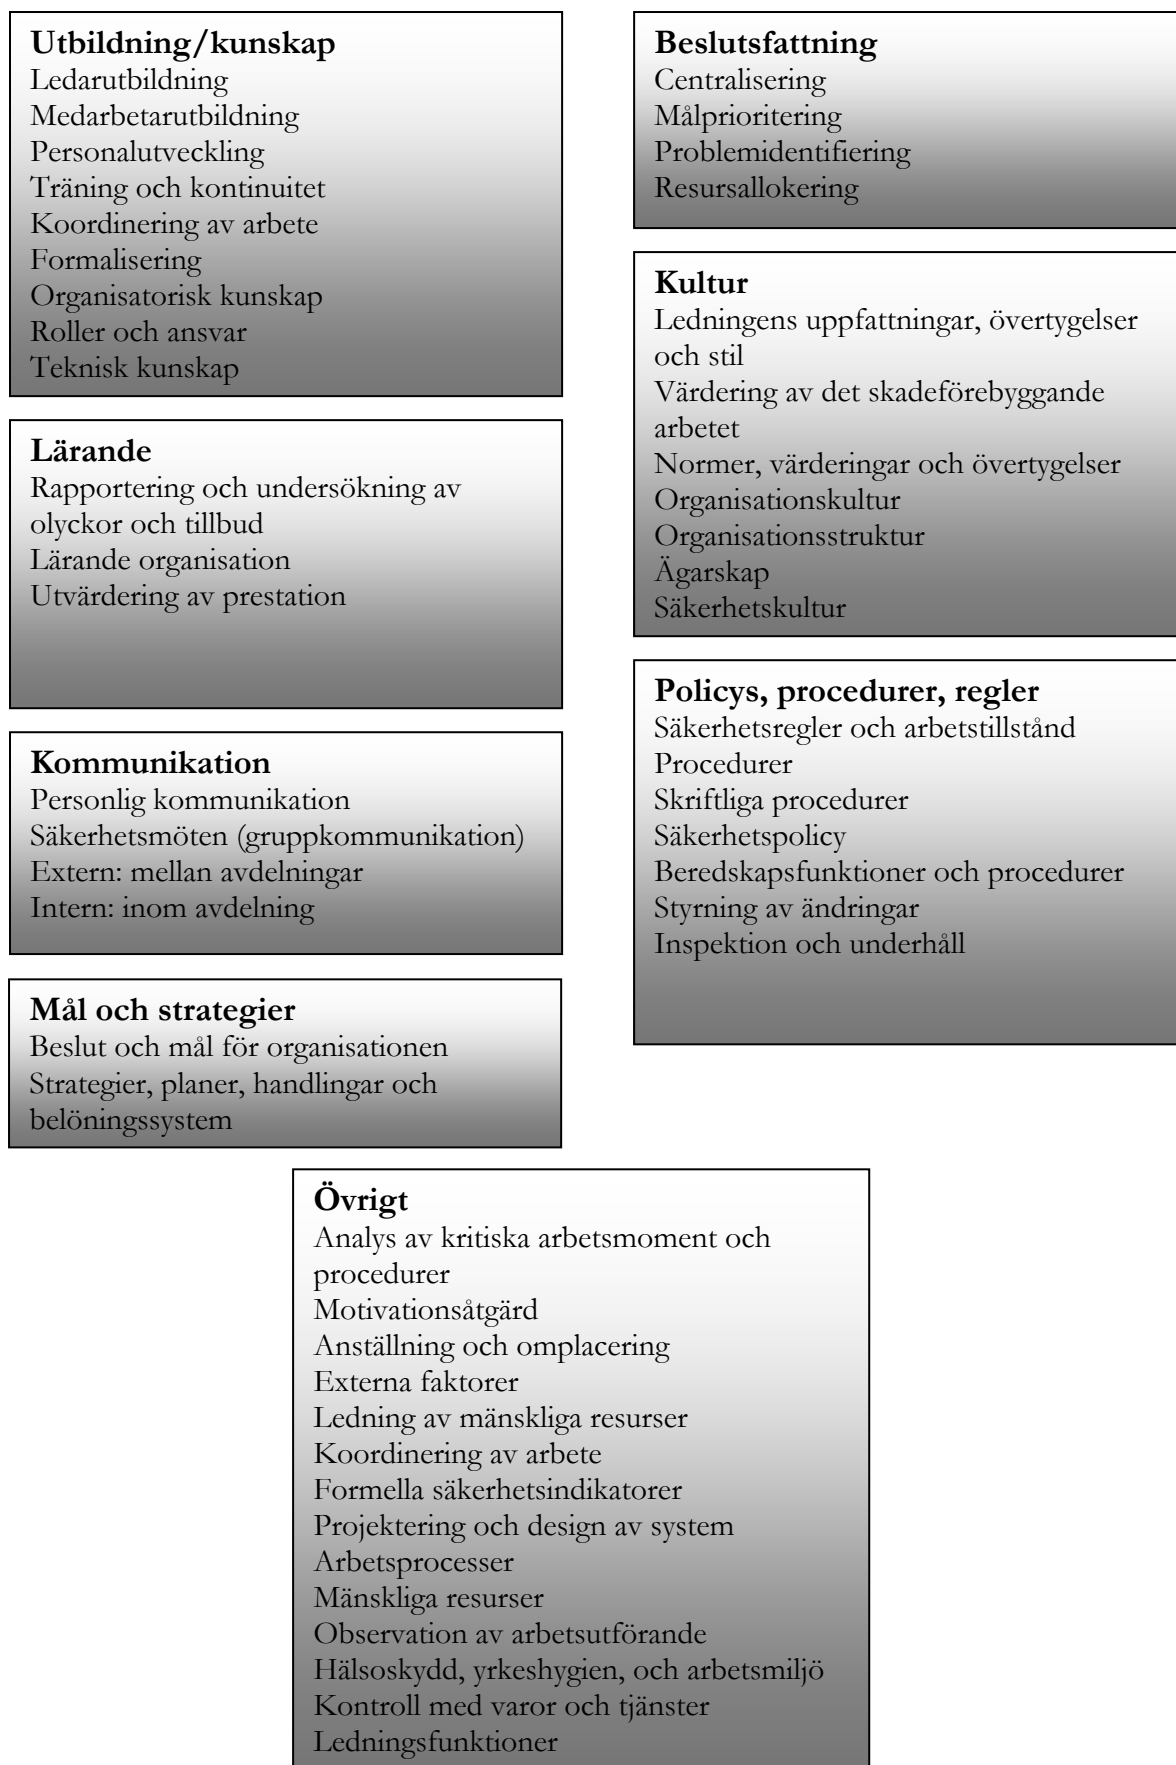 Utbildning/kunskap
Ledarutbildning
Medarbetarutbildning
Personalutveckling
Träning och kontinuitet
Koordinering av arbete
Formalisering
Organisatorisk kunskap
Roller och ansvar
Teknisk kunskap
Lärande
Rapportering och undersökning av
olyckor och tillbud
Lärande organisation
Utvärdering av prestation
Kommunikation
Personlig kommunikation
Säkerhetsmöten (gruppkommunikation)
Extern: mellan avdelningar
Intern: inom avdelning
Mål och strategier
Beslut och mål för organisationen
Strategier, planer, handlingar och
belöningssystem
Beslutsfattning
Centralisering
Målprioritering
Problemidentifiering
Resursallokering
Kultur
Ledningens uppfattningar, övertygelser
och stil
Värdering av det skadeförebyggande
arbetet
Normer, värderingar och övertygelser
Organisationskultur
Organisationsstruktur
Ägarskap
Säkerhetskultur
Policys, procedurer, regler
Säkerhetsregler och arbetstillstånd
Procedurer
Skriftliga procedurer
Säkerhetspolicy
Beredskapsfunktioner och procedurer
Styrning av ändringar
Inspektion och underhåll
Övrigt
Analys av kritiska arbetsmoment och
procedurer
Motivationsåtgärd
Anställning och omplacering
Externa faktorer
Ledning av mänskliga resurser
Koordinering av arbete
Formella säkerhetsindikatorer
Projektering och design av system
Arbetsprocesser
Mänskliga resurser
Observation av arbetsutförande
Hälsoskydd, yrkeshygien, och arbetsmiljö
Kontroll med varor och tjänster
Ledningsfunktioner